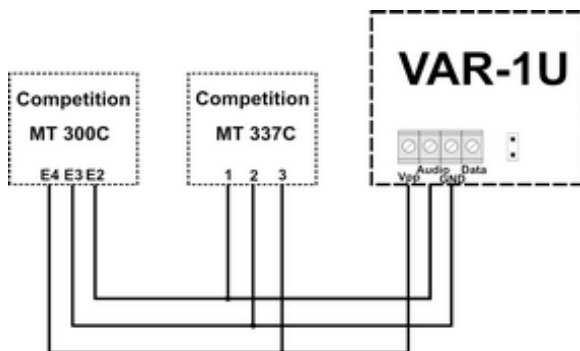 VAR-1U
Competition
MT 300C
Competition
MT 337C
Audio Data
Vpp GND
E4 E3 E2
1 2 3